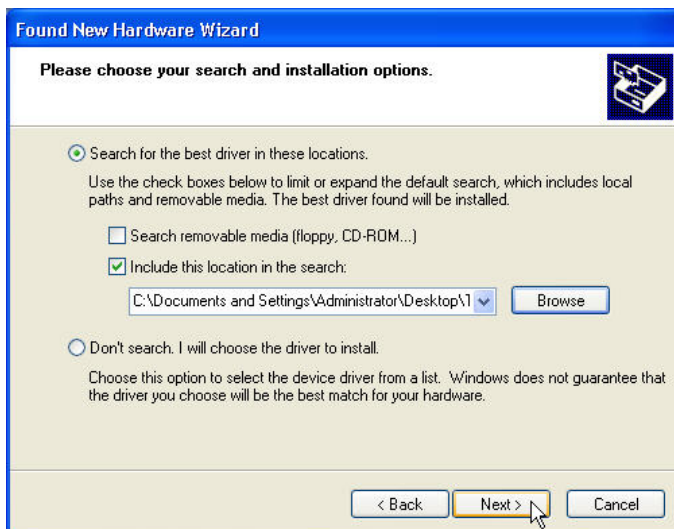 Found New Hardware Wizard
Please choose your search and installation options.
Search for the best driver in these locations.
Use the check boxes below to limit or expand the default search, which includes local
paths and removable media. The best driver found will be installed.
Search removable media (floppy, CD-ROM...)
Include this location in the search:
C:\Documents and Settings\Administrator\Desktop\1
Browse
Don't search. I will choose the driver to install.
Choose this option to select the device driver from a list. Windows does not guarantee that
the driver you choose will be the best match for your hardware.
< Back
Next >
Cancel